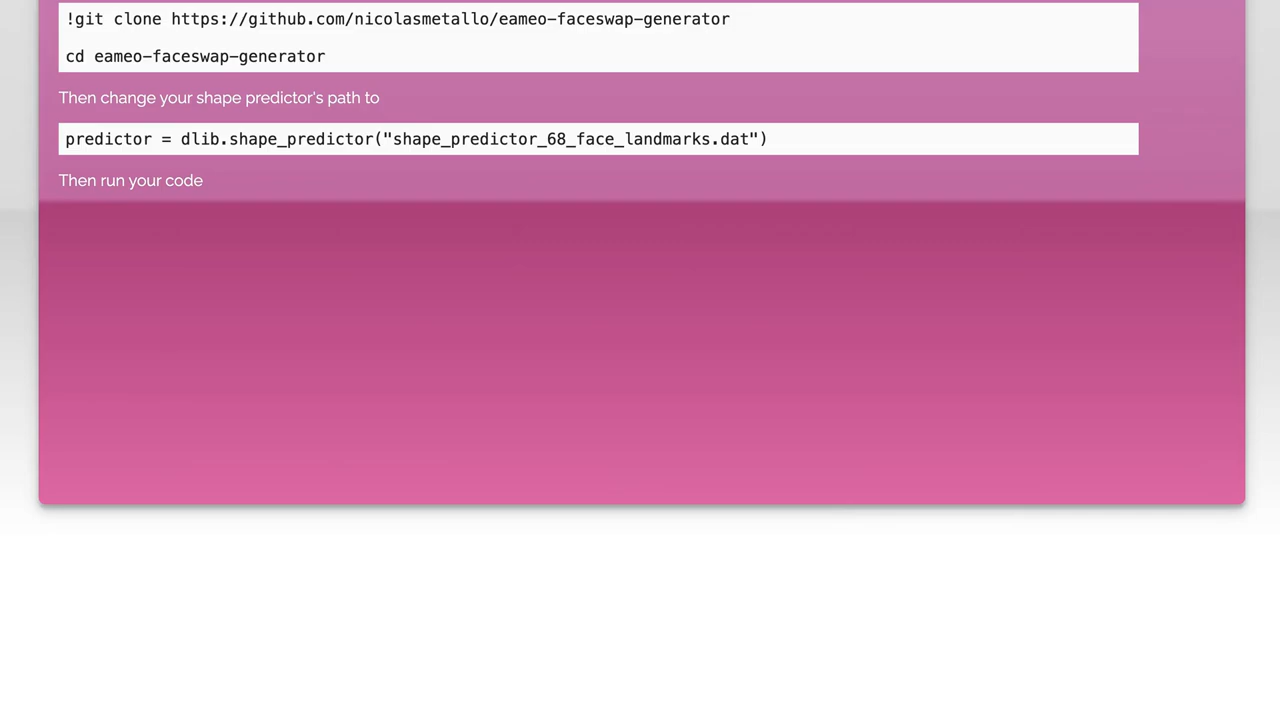 !git clone https://github.com/nicolasmetallo/eameo-faceswap-generator
cd eameo-faceswap-generator
Then change your shape predictor's path to
predictor = dlib.shape_predictor("shape_predictor_68_face_landmarks.dat")
Then run your code